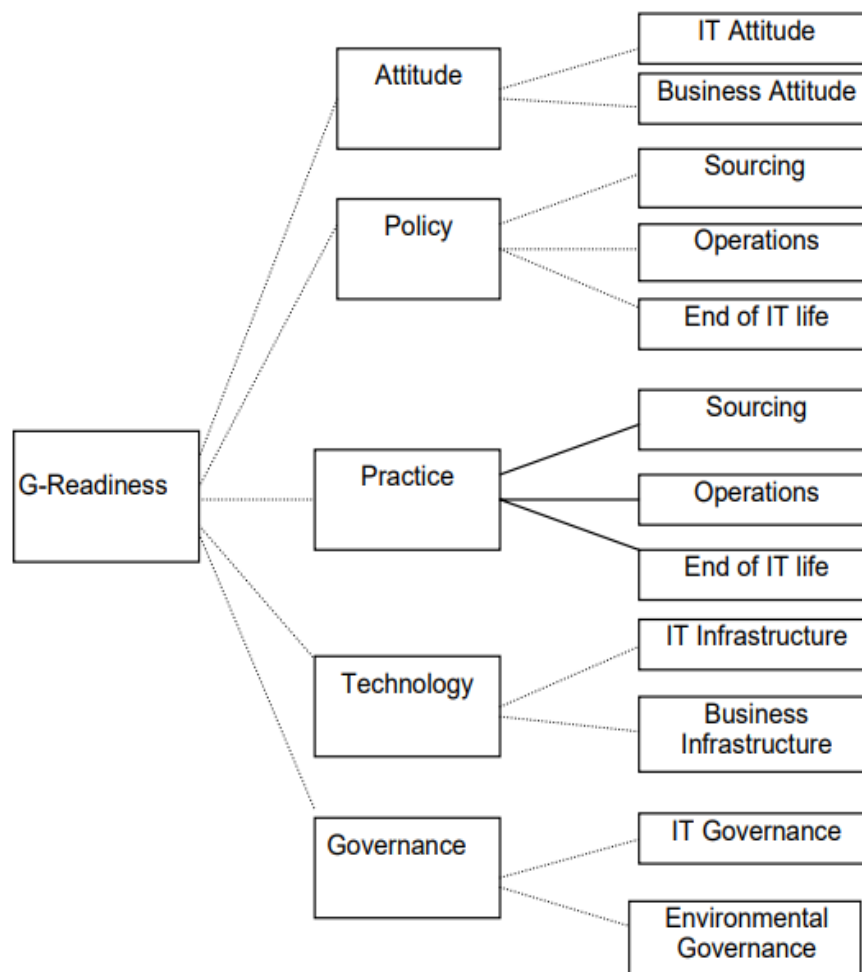 G-Readiness
Attitude
IT Attitude
Business Attitude
Policy
Sourcing
Operations
End of IT life
Practice
Sourcing
Operations
End of IT life
Technology
IT Infrastructure
Business
Infrastructure
Governance
IT Governance
Environmental
Governance